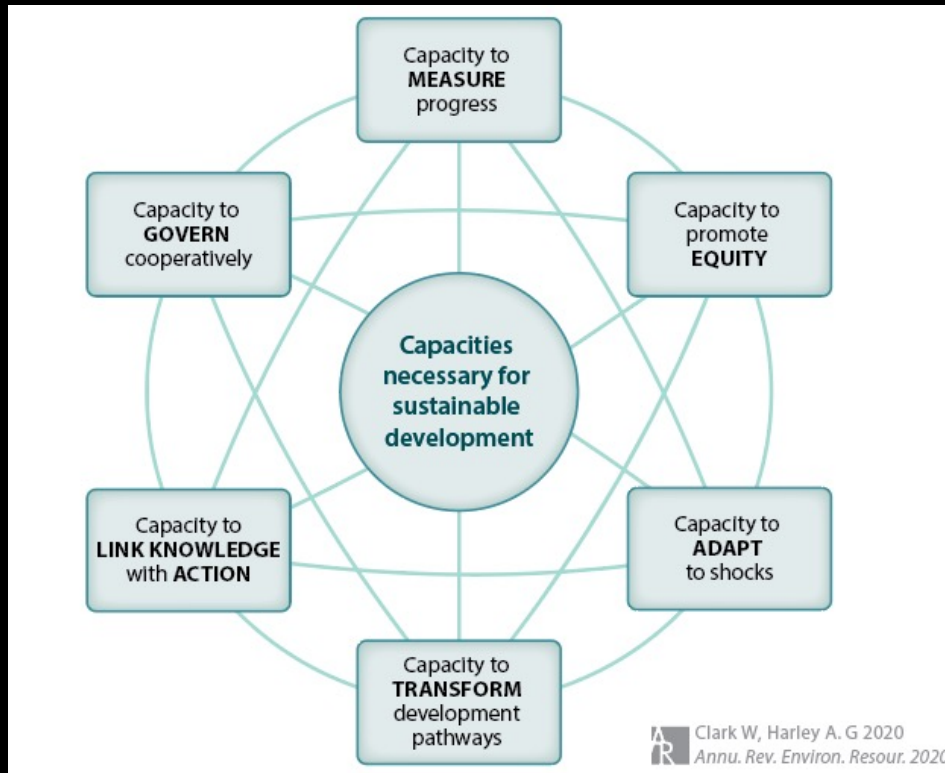 Capacity to
MEASURE
progress
Capacity to
GOVERN
cooperatively
Capacity to
promote
EQUITY
Capacities
necessary for
sustainable
development
Capacity to
LINK KNOWLEDGE
with ACTION
Capacity to
ADAPT
to shocks
Capacity to
TRANSFORM
development
pathways
AR Clark W, Harley A. G 2020
Annu. Rev. Environ. Resour. 2020